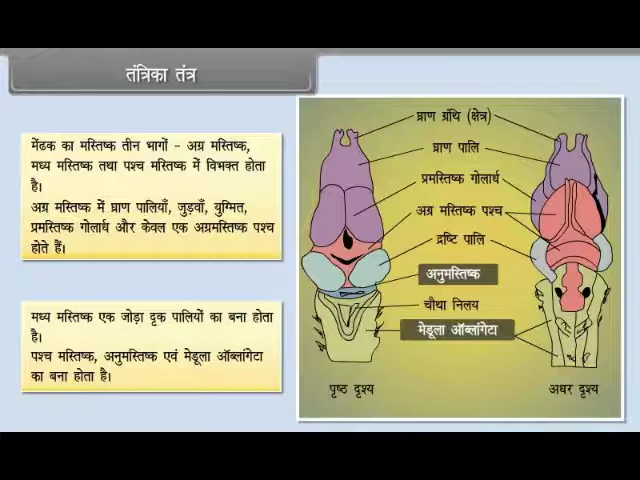 तंत्रिका तंत्र
मेंढक का मस्तिष्क तीन भागों - अग्र मस्तिष्क,
मध्य मस्तिष्क तथा पश्च मस्तिष्क में विभक्त होता
है।
अग्र मस्तिष्क में घ्राण पालियाँ, जुड़वाँ, युग्मित,
प्रमस्तिष्क गोलार्ध और केवल एक अग्रमस्तिष्क पश्च
होते हैं।
मध्य मस्तिष्क एक जोड़ा दृक पालियों का बना होता
है।
पश्च मस्तिष्क, अनुमस्तिष्क एवं मेडूला ऑब्लांगेटा
का बना होता है।
घ्राण ग्रंथि (क्षेत्र)
घ्राण पालि
प्रमस्तिष्क गोलार्ध
अग्र मस्तिष्क पश्च
द्रष्टि पालि
अनुमस्तिष्क
चौथा निलय
मेडूला ऑब्लांगेटा
पृष्ठ दृश्य
अधर दृश्य